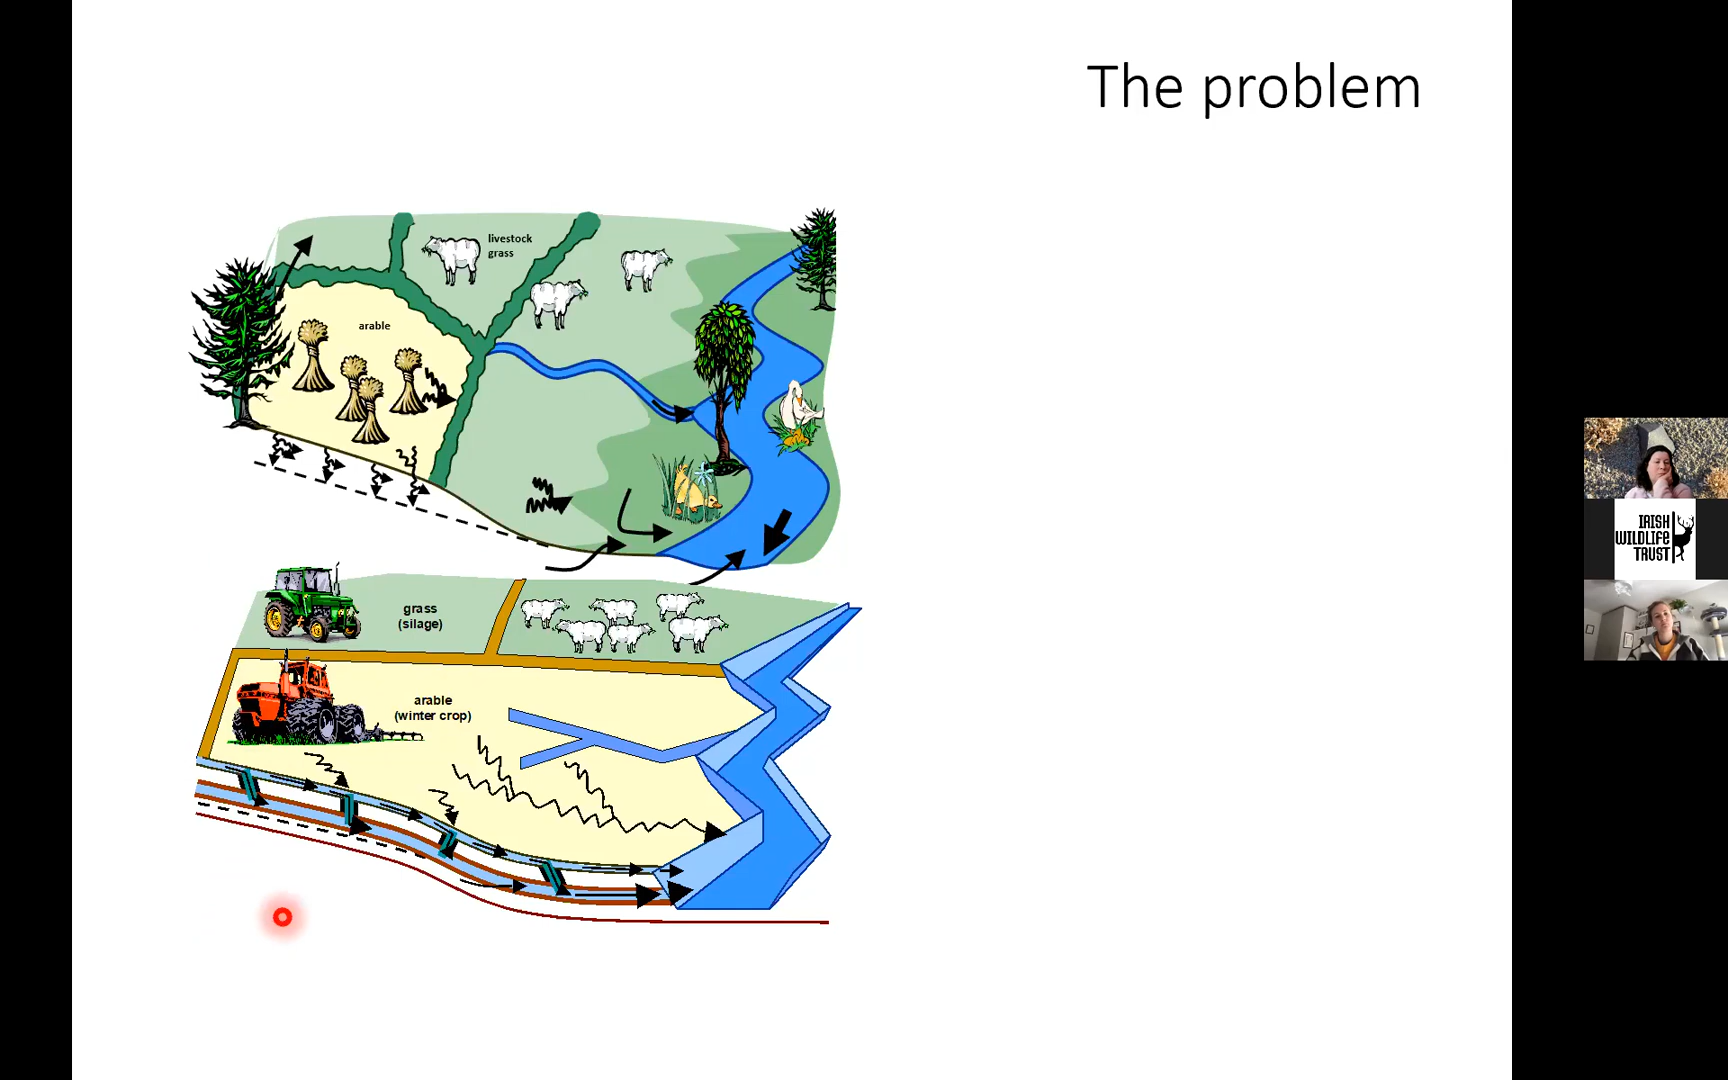 The problem
livestock
grass
arable
grass
(silage)
arable
(winter crop)
IRISH
WILDLIFE
TRUST